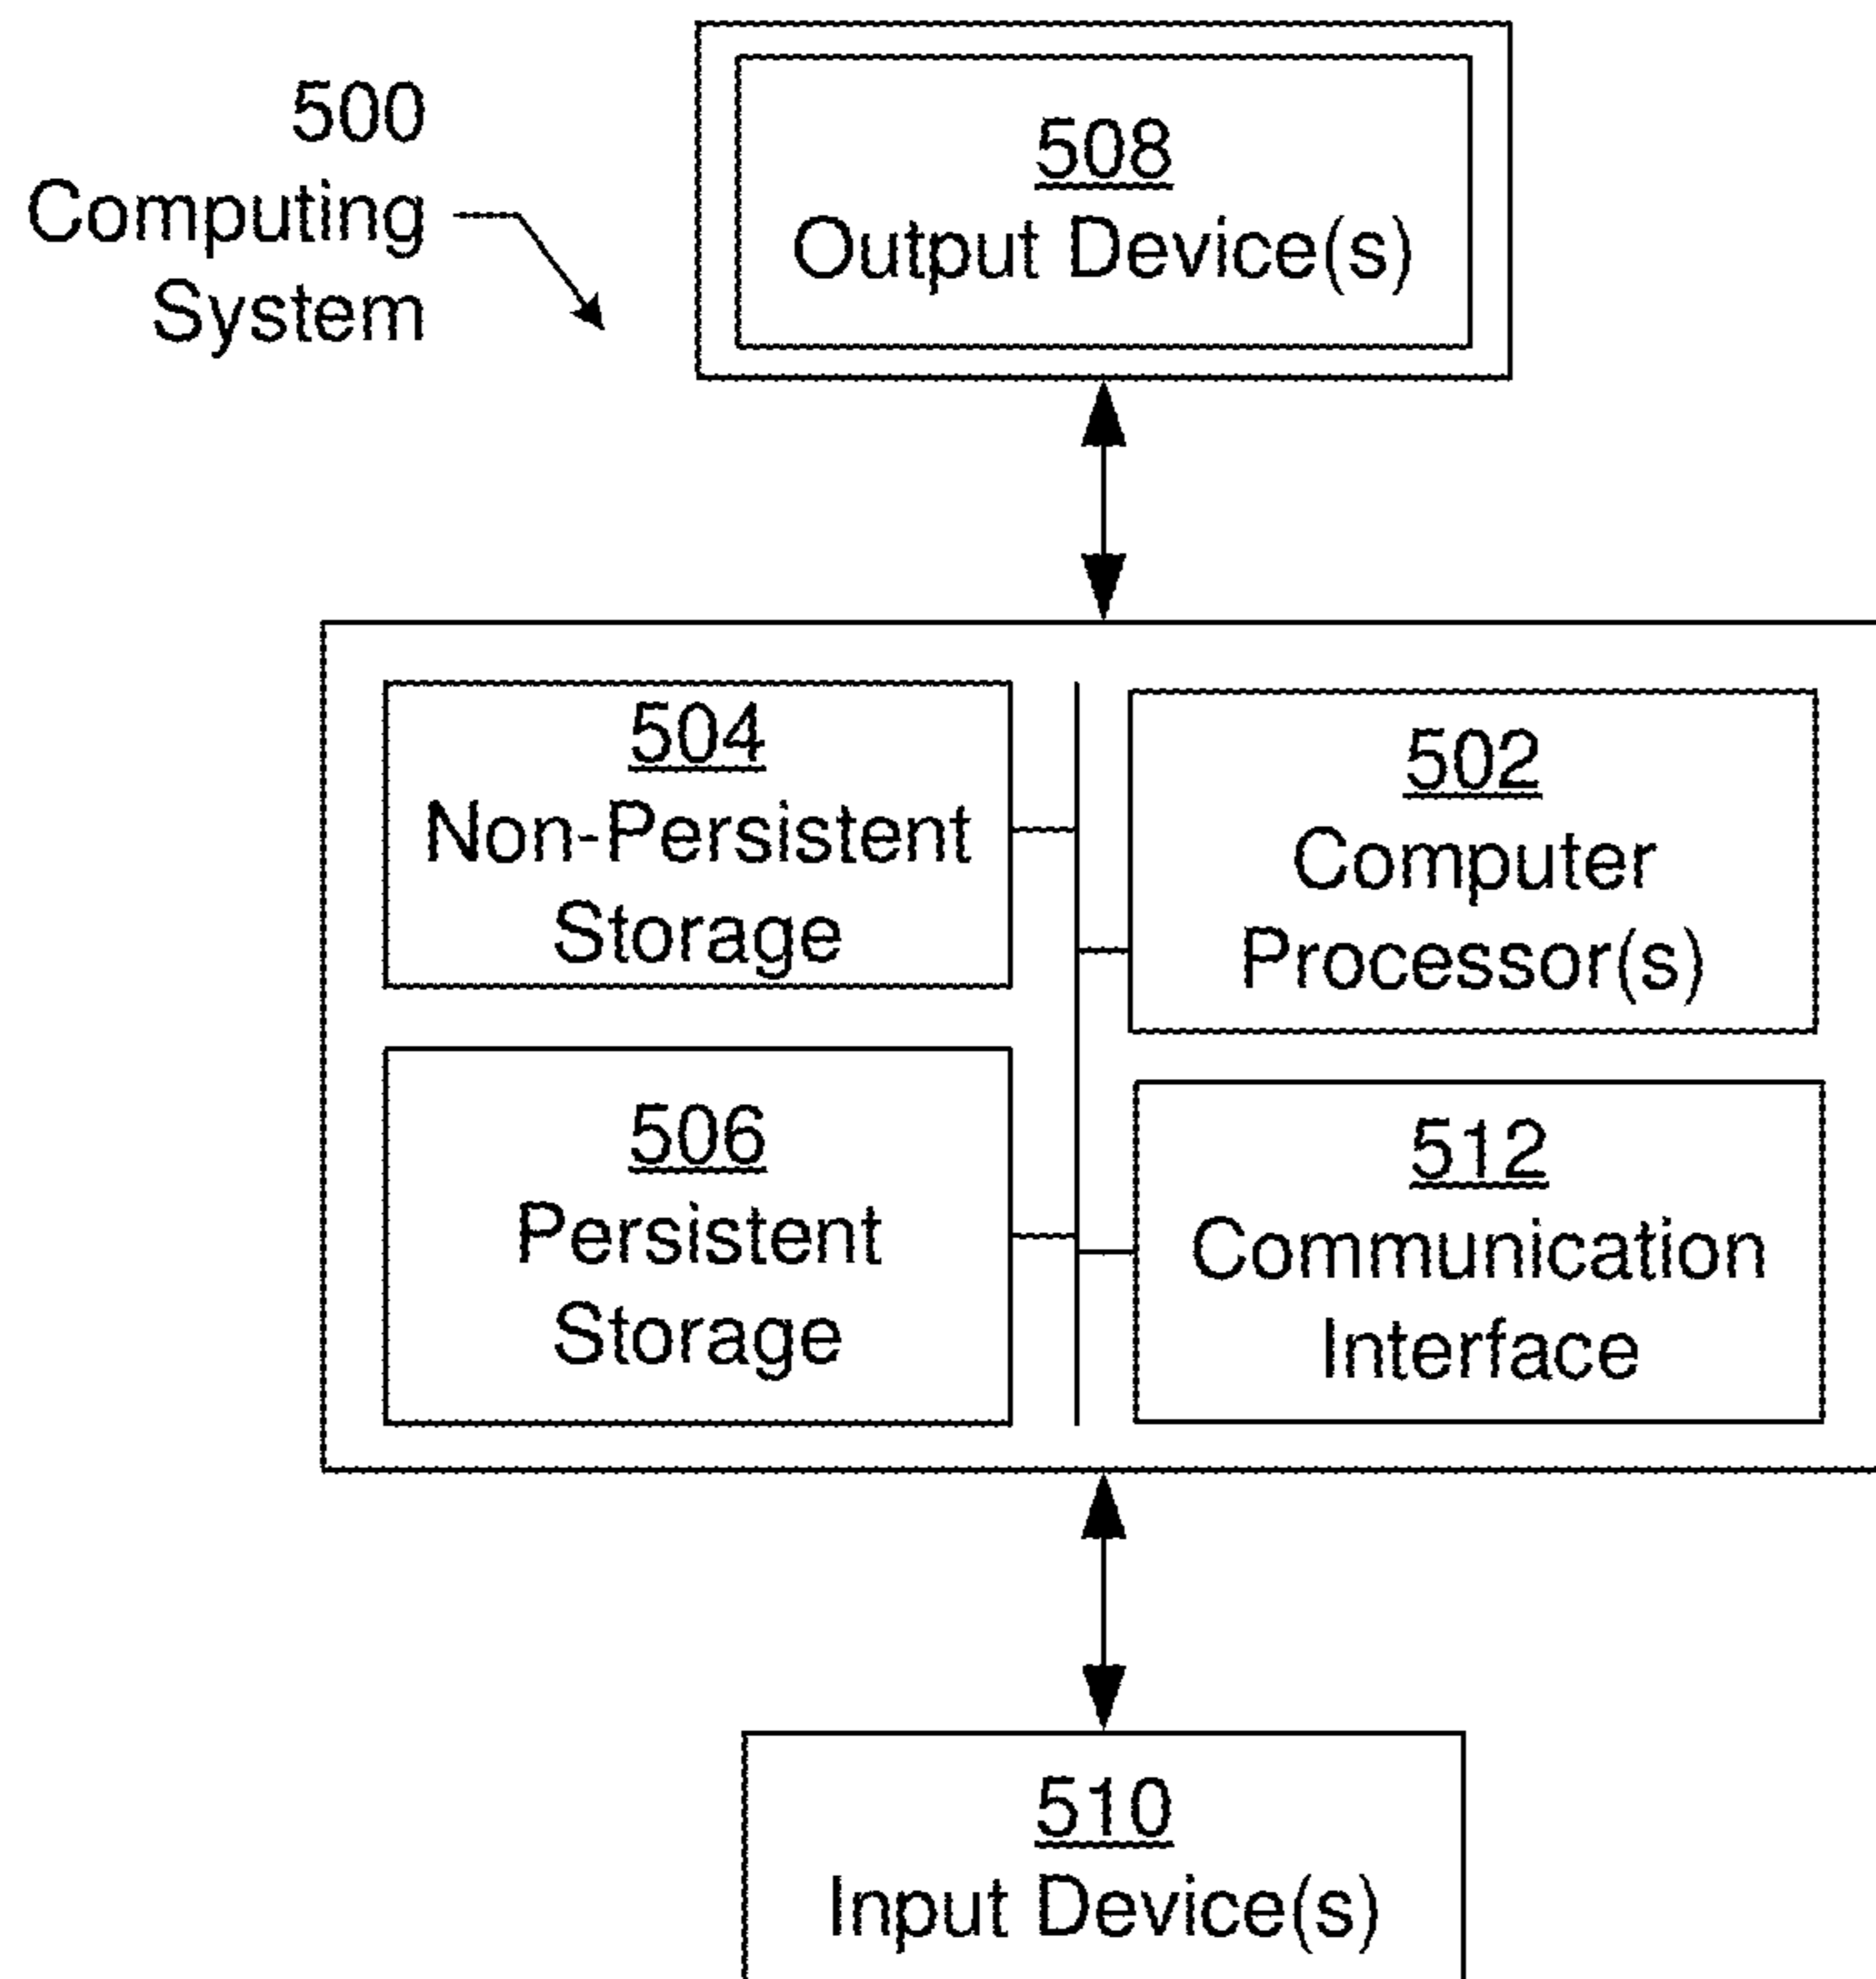 500
Computing
System
508
Output Device(s)
504
Non-Persistent
Storage
502
Computer
Processor(s)
506
Persistent
Storage
512
Communication
Interface
510
Input Device(s)